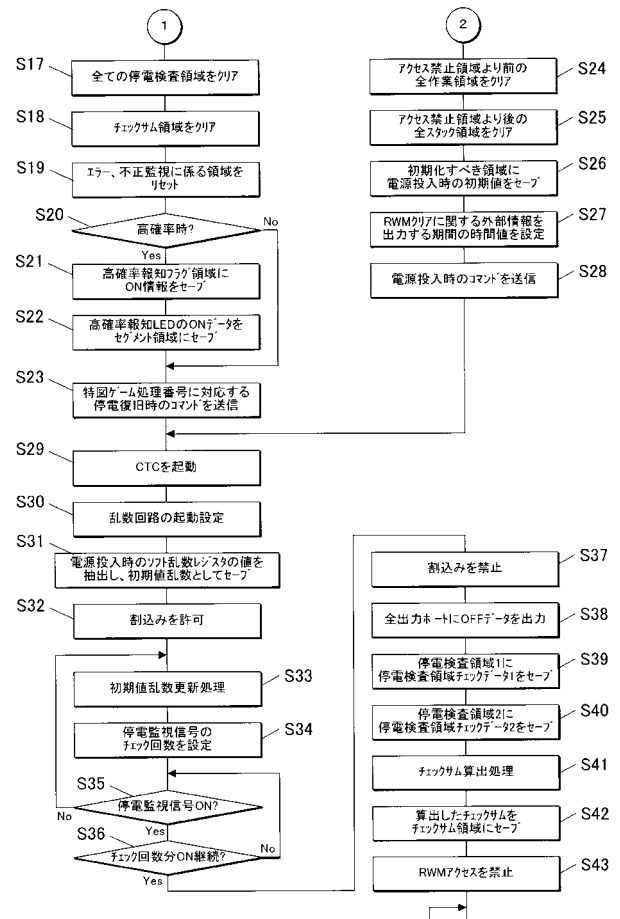 1
S17
全ての停電検査領域をクリア
S18
チェックサム領域をクリア
S19
エラー、不正監視に係る領域を
リセット
S20
高確率時?
No
Yes
S21
高確率報知フラグ領域に
ON情報をセーブ
S22
高確率報知LEDのONデータを
セグメント領域にセーブ
S23
特図ゲーム処理番号に対応する
停電復旧時のコマンドを送信
2
アクセス禁止領域より前の
全作業領域をクリア
S24
アクセス禁止領域より後の
全スタック領域をクリア
S25
初期化すべき領域に
電源投入時の初期値をセーブ
S26
RWMクリアに関する外部情報を
出力する期間の時間値を設定
S27
電源投入時のコマンドを送信
S28
S29
CTCを起動
S30
乱数回路の起動設定
S31
電源投入時のソフト乱数レジスタの値を
抽出し、初期値乱数としてセーブ
S32
割込みを許可
S33
初期値乱数更新処理
S34
停電監視信号の
チェック回数を設定
S35
停電監視信号ON?
No
Yes
S36
チェック回数分ON継続?
No
Yes
割込みを禁止
S37
全出力ポートにOFFデータを出力
S38
停電検査領域1に
停電検査領域チェックデータ1をセーブ
S39
停電検査領域2に
停電検査領域チェックデータ2をセーブ
S40
チェックサム算出処理
S41
算出したチェックサムを
チェックサム領域にセーブ
S42
RWMアクセスを禁止
S43